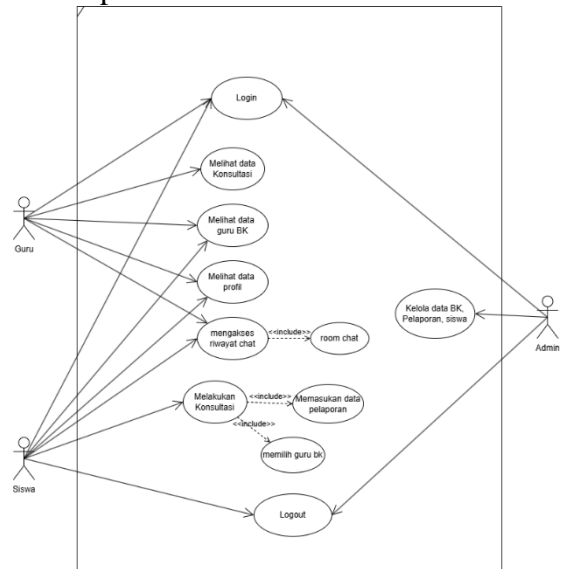 Login
Melihat data
Konsultasi
Melihat data
guru BK
Guru
Melihat data
profil
Kelola data BK,
Pelaporan, siswa
Admin
mengakses
riwayat chat
<<include>>
room chat
Melakukan
Konsultasi
<<include>>
Memasukan data
pelaporan
<<include>>
memilih guru bk
Siswa
Logout